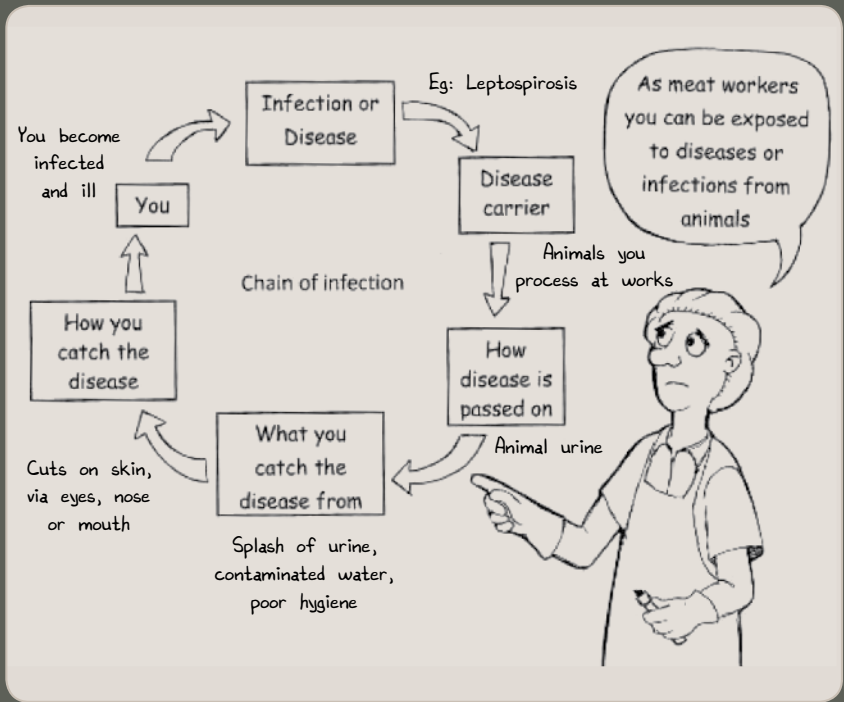 Eg: Leptospirosis
Infection or
Disease
As meat workers
you can be exposed
to diseases or
infections from
animals
You become
infected
and ill
You
Disease
carrier
Animals you
process at works
Chain of infection
How you
catch the
disease
How
disease is
passed on
Animal urine
What you
catch the
disease from
Cuts on skin,
via eyes, nose
or mouth
Splash of urine,
contaminated water,
poor hygiene